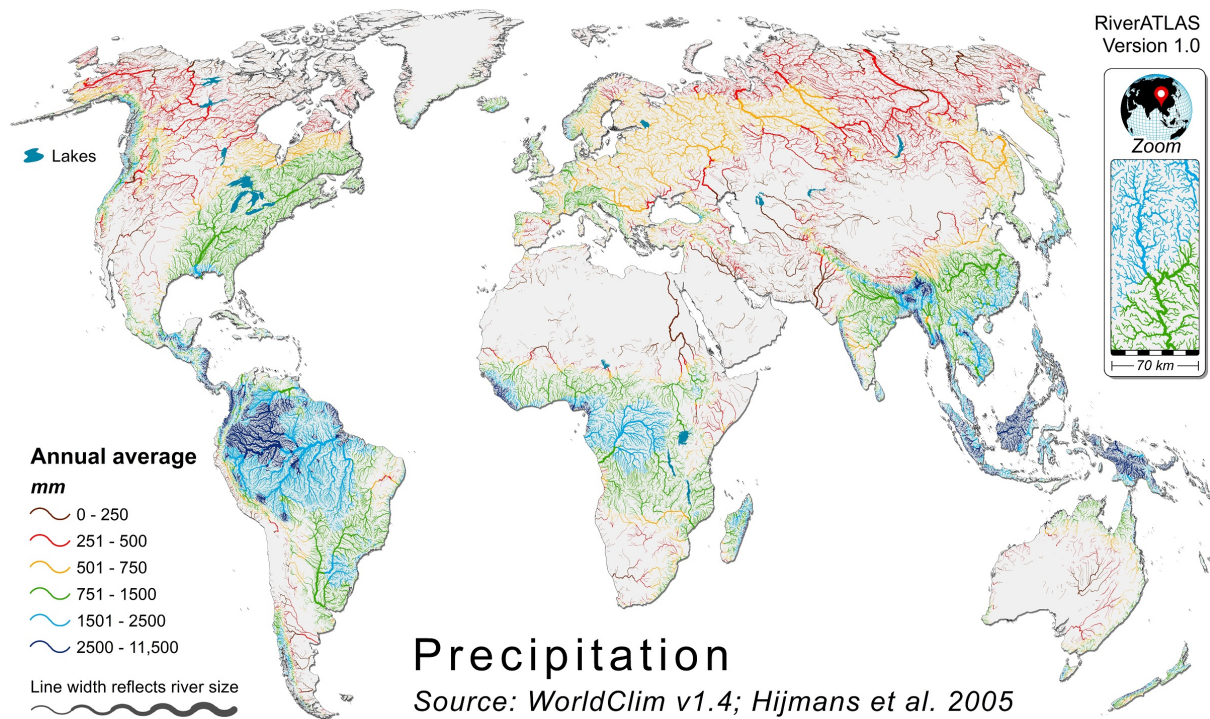 RiverATLAS
Version 1.0
Zoom
70 km
Lakes
Annual average
mm
0 - 250
251 - 500
501 - 750
751 - 1500
1501 - 2500
2500 - 11,500
Line width reflects river size
Precipitation
Source: WorldClim v1.4; Hijmans et al. 2005